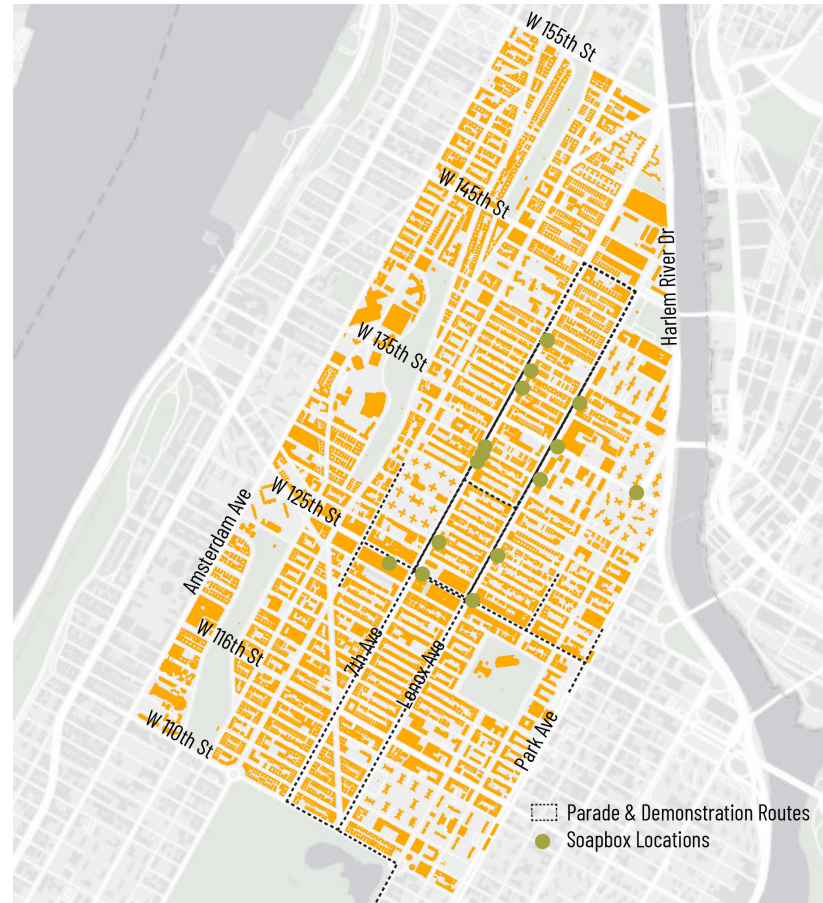 W 155th St
W 145th St
Harlem River Dr
W 135th St
W 125th St
Amsterdam Ave
W 116th St
7th Ave
Lenox Ave
W 110th St
Park Ave
Parade & Demonstration Routes
Soapbox Locations